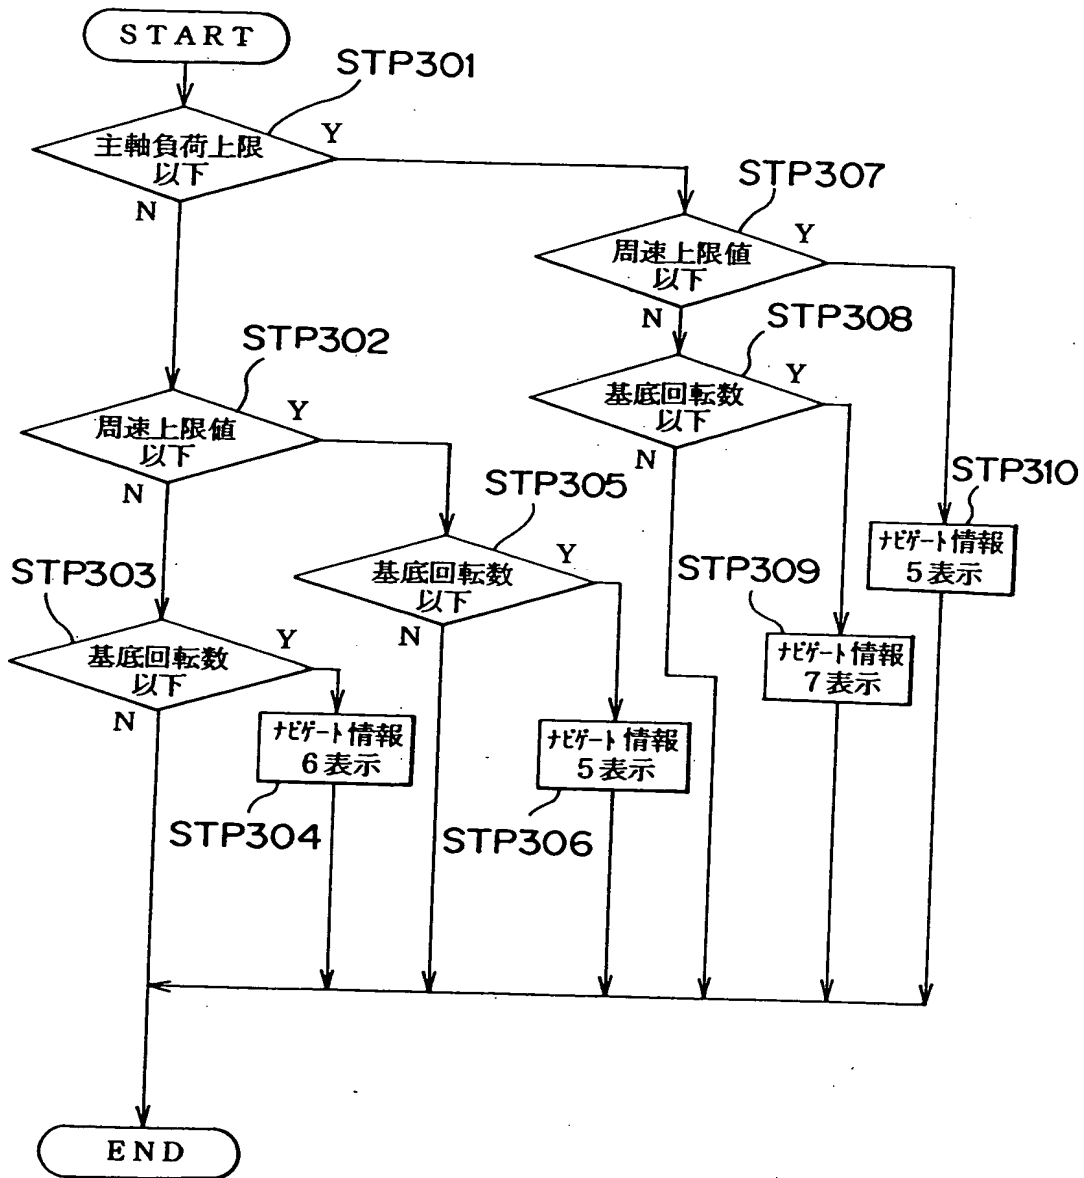 START
STP301
主軸負荷上限
以下
Y
N
STP307
周速上限値
以下
Y
N
STP308
基底回転数
以下
Y
N
STP302
周速上限値
以下
Y
N
STP305
基底回転数
以下
Y
N
STP310
ナビゲート情報
5表示
STP309
ナビゲート情報
7表示
STP303
基底回転数
以下
Y
N
ナビゲート情報
6表示
STP304
ナビゲート情報
5表示
STP306
END